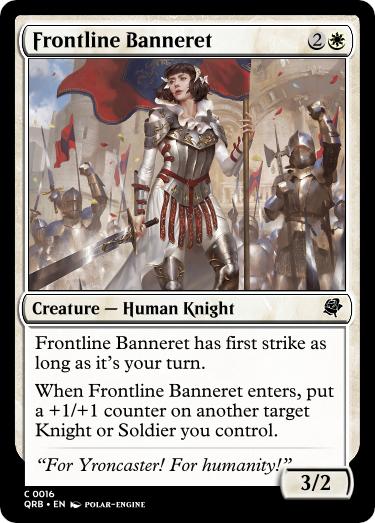 Frontline Banneret 2
Creature — Human Knight
Frontline Banneret has first strike as
long as it's your turn.
When Frontline Banneret enters, put
a +1/+1 counter on another target
Knight or Soldier you control.
“For Yroncaster! For humanity!”
3/2
C 0016
QRB • EN POLAR-ENGINE